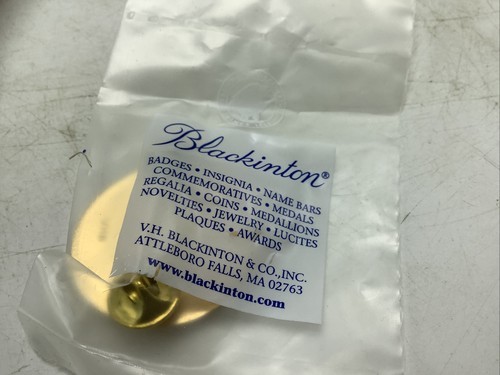 Blackinton®
BADGES • INSIGNIA • NAME BARS
COMMEMORATIVES • MEDALS
REGALIA • COINS • MEDALLIONS
NOVELTIES • JEWELRY • LUCITES
PLAQUES • AWARDS
V.H. BLACKINTON & CO., INC.
ATTLEBORO FALLS, MA 02763
www.blackinton.com